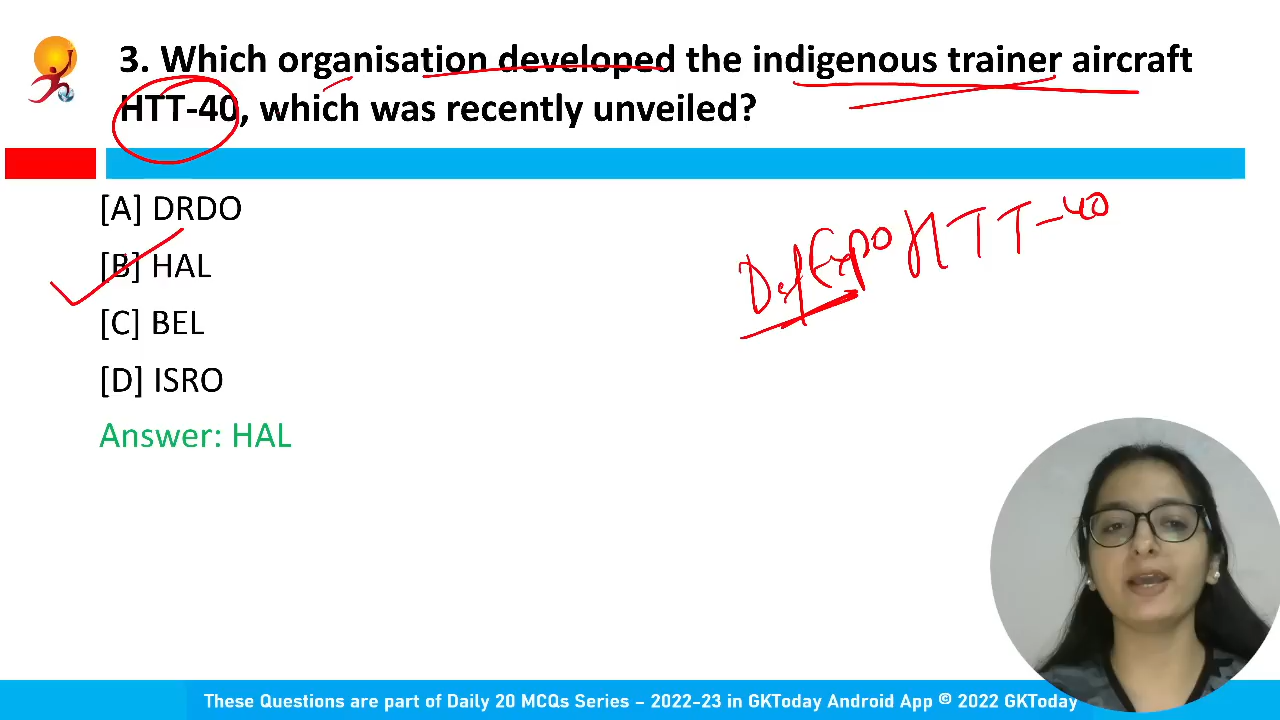 3. Which organisation developed the indigenous trainer aircraft
HTT-40, which was recently unveiled?
[A] DRDO
[B] HAL
[C] BEL
[D] ISRO
Answer: HAL
DefExpo HTT-40
These Questions are part of Daily 20 MCQs Series – 2022-23 in GKToday Android App © 2022 GKToday